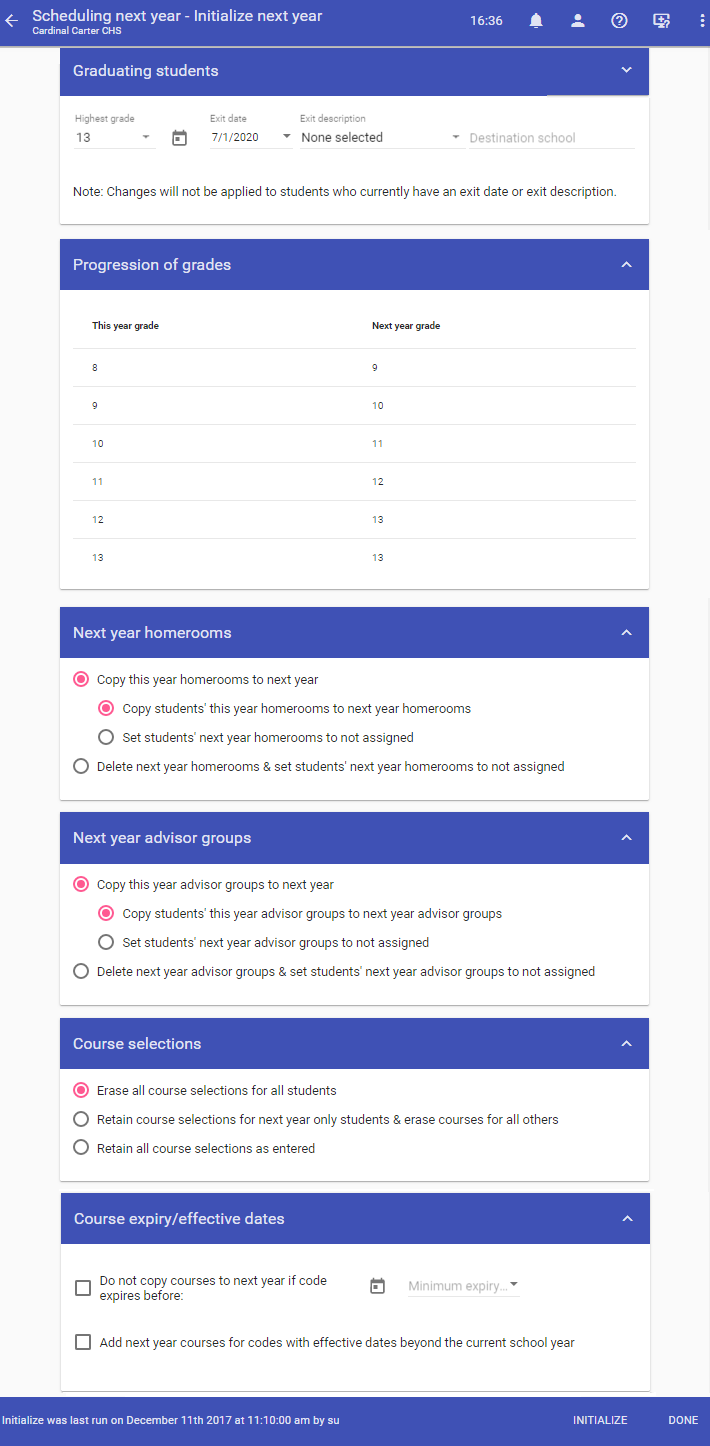 Scheduling next year - Initialize next year
16:36
Cardinal Carter CHS
Graduating students
Highest grade
Exit date
Exit description
13
7/1/2020
None selected
Destination school
Note: Changes will not be applied to students who currently have an exit date or exit description.
Progression of grades
This year grade Next year grade
8 9
9 10
10 11
11 12
12 13
13 13
Next year homerooms
Copy this year homerooms to next year
Copy students' this year homerooms to next year homerooms
Set students' next year homerooms to not assigned
Delete next year homerooms & set students' next year homerooms to not assigned
Next year advisor groups
Copy this year advisor groups to next year
Copy students' this year advisor groups to next year advisor groups
Set students' next year advisor groups to not assigned
Delete next year advisor groups & set students' next year advisor groups to not assigned
Course selections
Erase all course selections for all students
Retain course selections for next year only students & erase courses for all others
Retain all course selections as entered
Course expiry/effective dates
Do not copy courses to next year if code
expires before:
Minimum expiry...
Add next year courses for codes with effective dates beyond the current school year
Initialize was last run on December 11th 2017 at 11:10:00 am by su
INITIALIZE
DONE